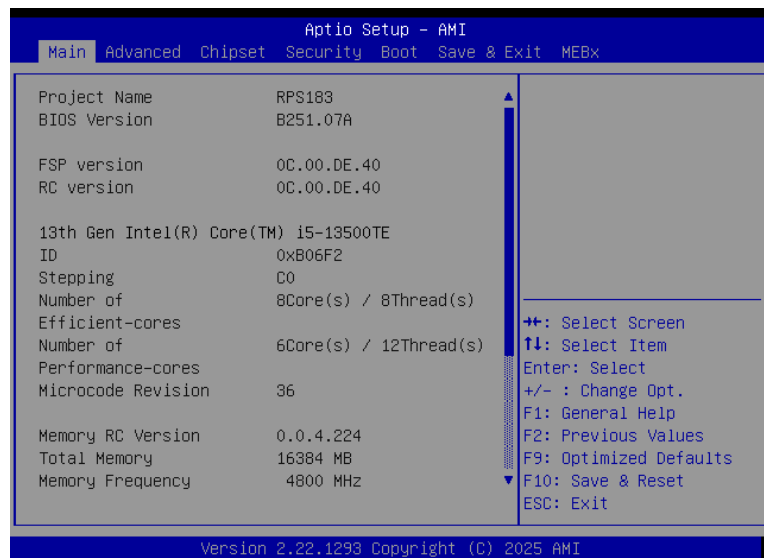 Aptio Setup - AMI
Main Advanced Chipset Security Boot Save & Exit MEBx
Project Name RPS183
BIOS Version B251.07A
FSP version 0C.00.DE.40
RC version 0C.00.DE.40
13th Gen Intel(R) Core(TM) i5-13500TE
ID 0xB06F2
Stepping C0
Number of 8Core(s) / 8Thread(s)
Efficient-cores
Number of 6Core(s) / 12Thread(s)
Performance-cores
Microcode Revision 36
Memory RC Version 0.0.4.224
Total Memory 16384 MB
Memory Frequency 4800 MHz
→←: Select Screen
↑↓: Select Item
Enter: Select
+/- : Change Opt.
F1: General Help
F2: Previous Values
F9: Optimized Defaults
F10: Save & Reset
ESC: Exit
Version 2.22.1293 Copyright (C) 2025 AMI